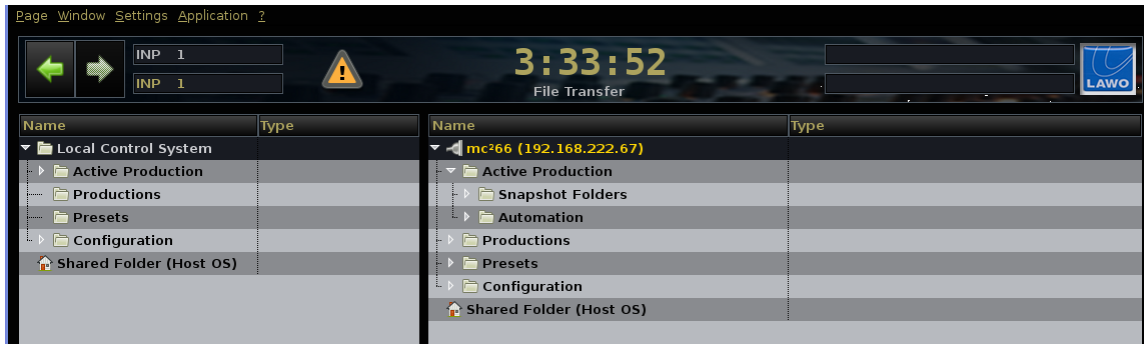 Page Window Settings Application ?
INP 1
INP 1
3:33:52
File Transfer
LAWO
Name Type
Local Control System
Active Production
Productions
Presets
Configuration
Shared Folder (Host OS)
Name Type
mc²66 (192.168.222.67)
Active Production
Snapshot Folders
Automation
Productions
Presets
Configuration
Shared Folder (Host OS)